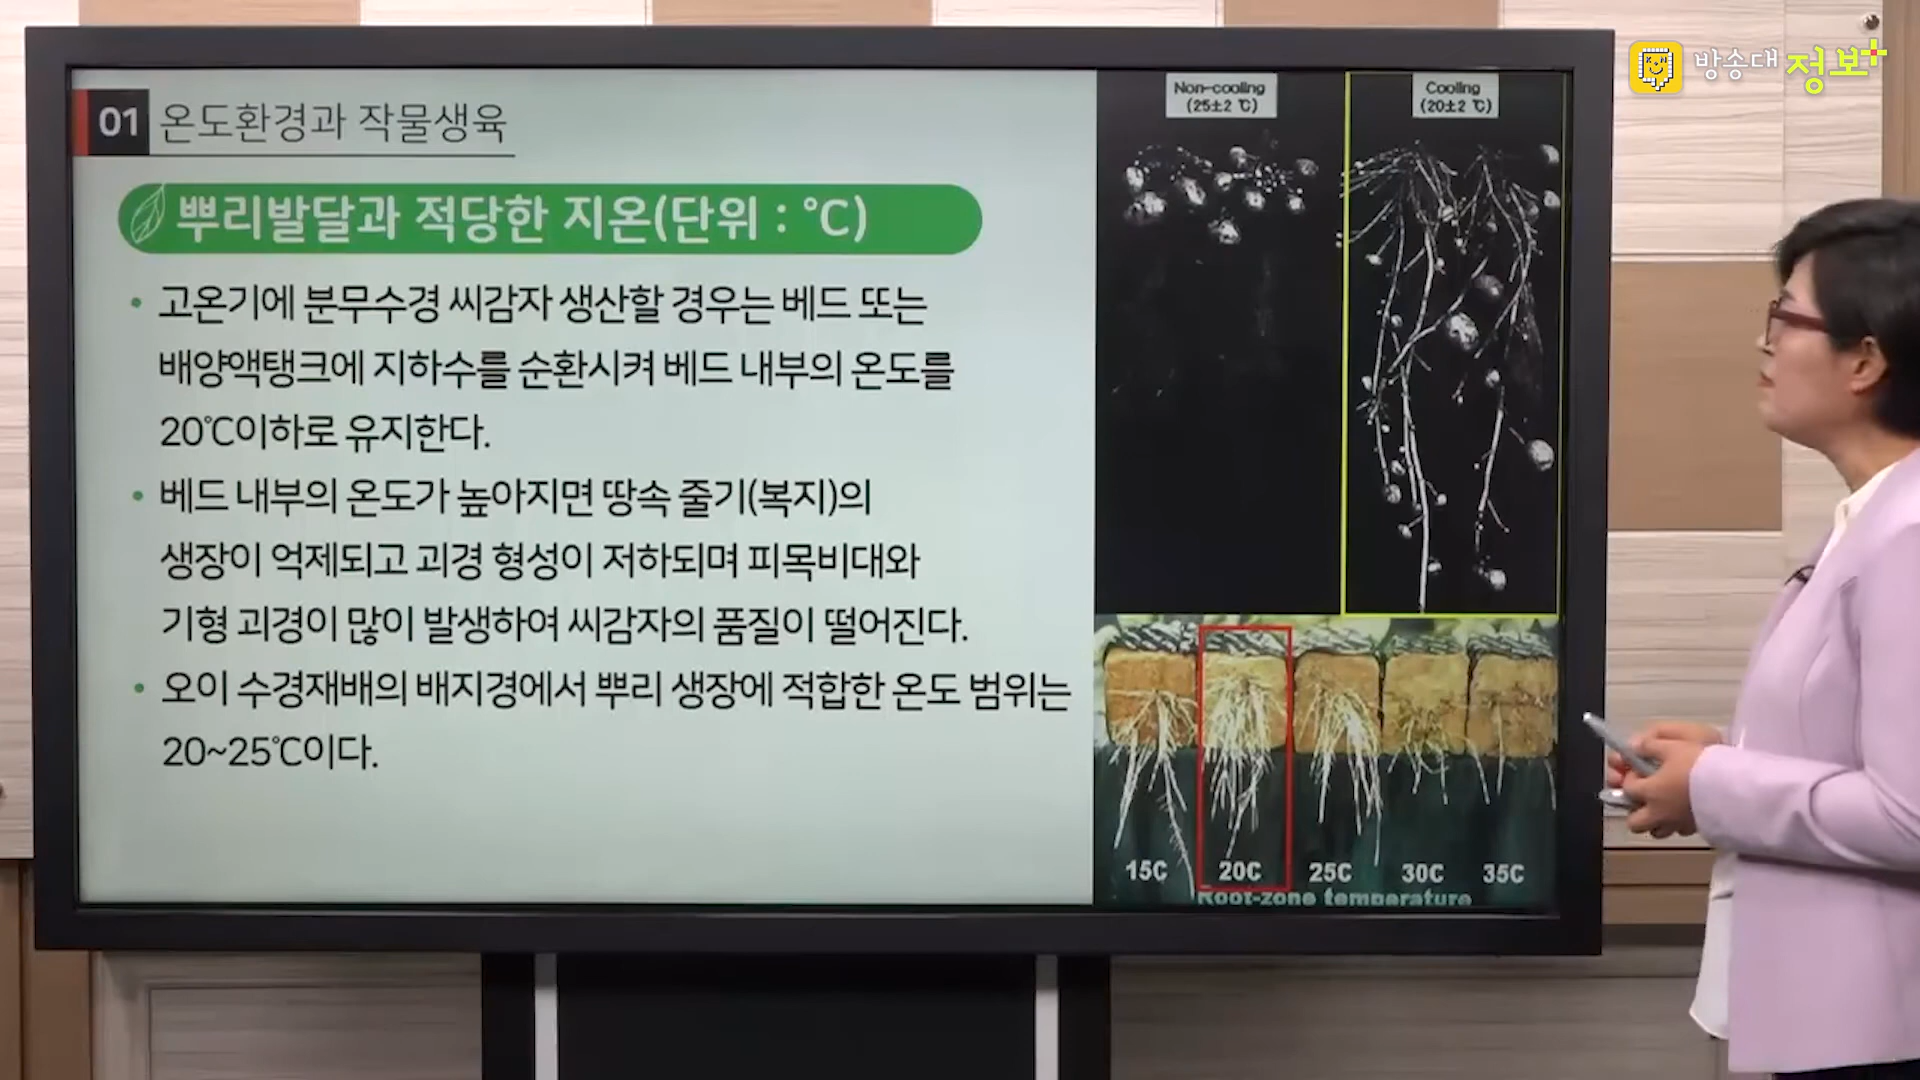 방송대 정보+
01 온도환경과 작물생육
뿌리발달과 적당한 지온(단위 : ℃)
• 고온기에 분무수경 씨감자 생산할 경우는 베드 또는
배양액탱크에 지하수를 순환시켜 베드 내부의 온도를
20℃이하로 유지한다.
• 베드 내부의 온도가 높아지면 땅속 줄기(복지)의
생장이 억제되고 괴경 형성이 저하되며 피목비대와
기형 괴경이 많이 발생하여 씨감자의 품질이 떨어진다.
• 오이 수경재배의 배지경에서 뿌리 생장에 적합한 온도 범위는
20~25℃이다.
Non-cooling
(25±2 ℃)
Cooling
(20±2 ℃)
15C 20C 25C 30C 35C
Root-zone temperature